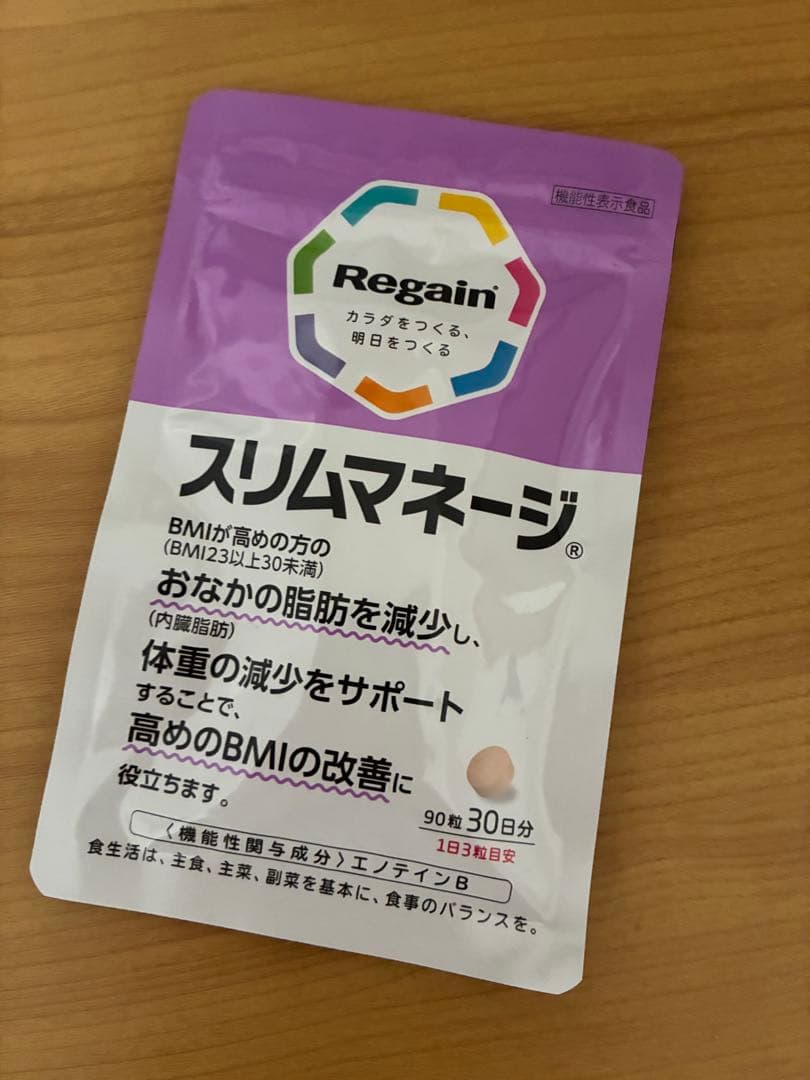 機能性表示食品
Regain®
カラダをつくる、
明日をつくる
スリムマネージ®
BMIが高めの方の
(BMI23以上30未満)
おなかの脂肪を減少し、
(内臓脂肪)
体重の減少をサポート
することで、
高めのBMIの改善に
役立ちます。
90粒30日分
1日3粒目安
〈機能性関与成分〉エノテインB
食生活は、主食、主菜、副菜を基本に、食事のバランスを。